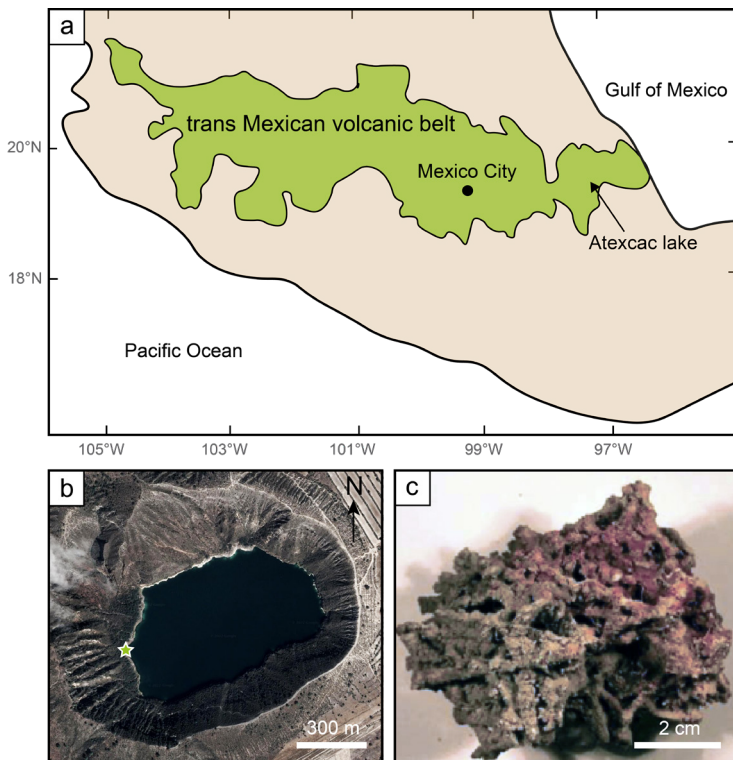 a
Gulf of Mexico
trans Mexican volcanic belt
20°N
Mexico City
Atexcac lake
18°N
Pacific Ocean
105°W
103°W
101°W
99°W
97°W
b
N
300 m
c
2 cm